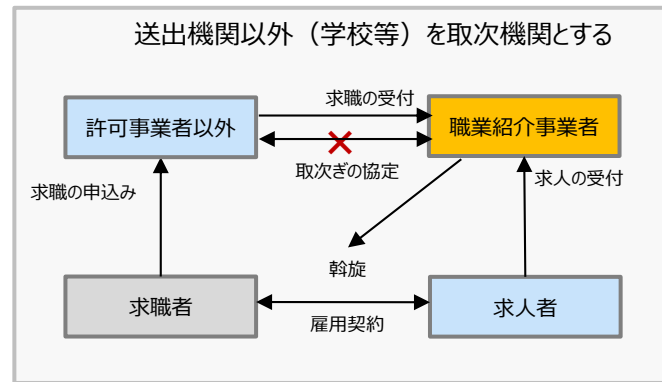 送出機関以外（学校等）を取次機関とする
求職の受付
許可事業者以外
職業紹介事業者
取次ぎの協定
求職の申込み
求人の受付
斡旋
求職者
求人者
雇用契約